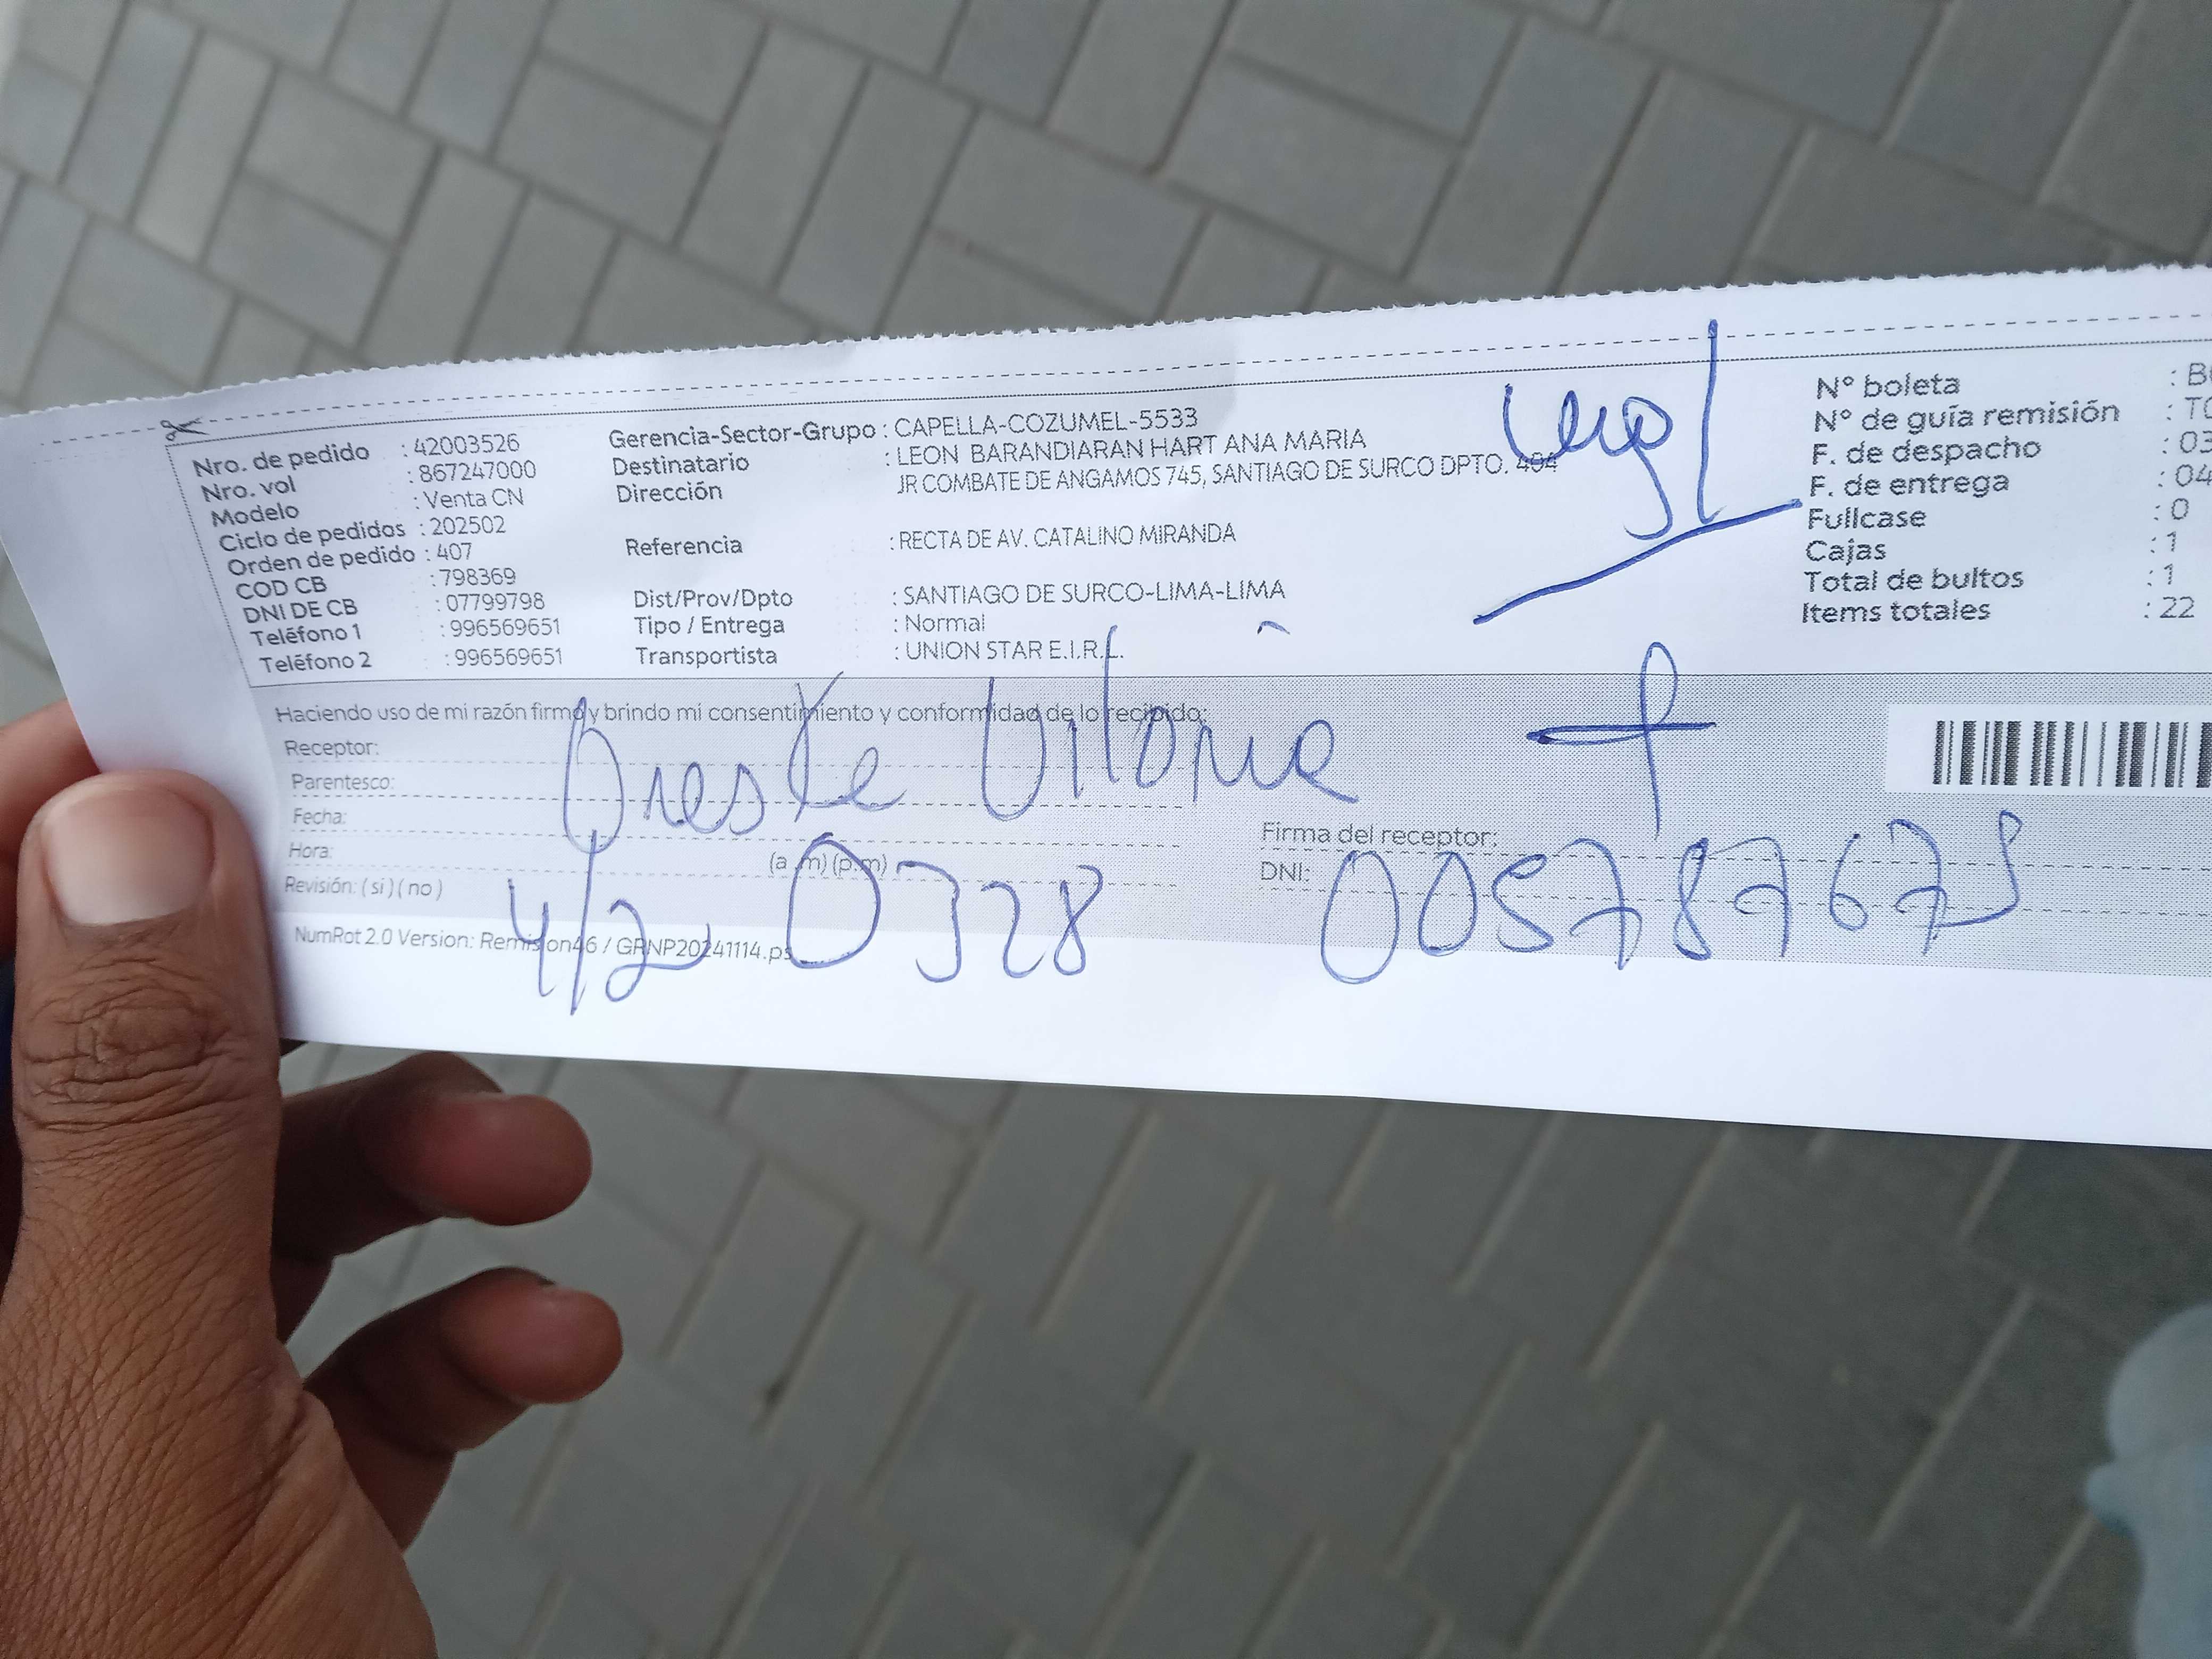 Nro. de pedido : 42003526
Nro. vol : 867247000
Modelo : Venta CN
Ciclo de pedidos : 202502
Orden de pedido : 407
COD CB : 798369
DNI DE CB : 07799798
Teléfono 1 : 996569651
Teléfono 2 : 996569651
Gerencia-Sector-Grupo : CAPELLA-COZUMEL-5533
Destinatario : LEON BARANDIARAN HART ANA MARIA
Dirección JR COMBATE DE ANGAMOS 745, SANTIAGO DE SURCO DPTO. 404
Referencia : RECTA DE AV. CATALINO MIRANDA
Dist/Prov/Dpto : SANTIAGO DE SURCO-LIMA-LIMA
Tipo / Entrega : Normal
Transportista : UNION STAR E.I.R.L.
N° boleta : B
N° de guía remisión : T
F. de despacho : 03
F. de entrega : 04
Fullcase : 0
Cajas : 1
Total de bultos : 1
Items totales : 22
Haciendo uso de mi razón firmo y brindo mi consentimiento y conformidad de lo recibido:
Receptor:
Parentesco:
Fecha:
Hora: (a .m) (p.m)
Revisión: ( si ) ( no )
Firma del receptor:
DNI:
4/2 0328
NumRot 2.0 Version: Remision46 / GRNP20241114.ps